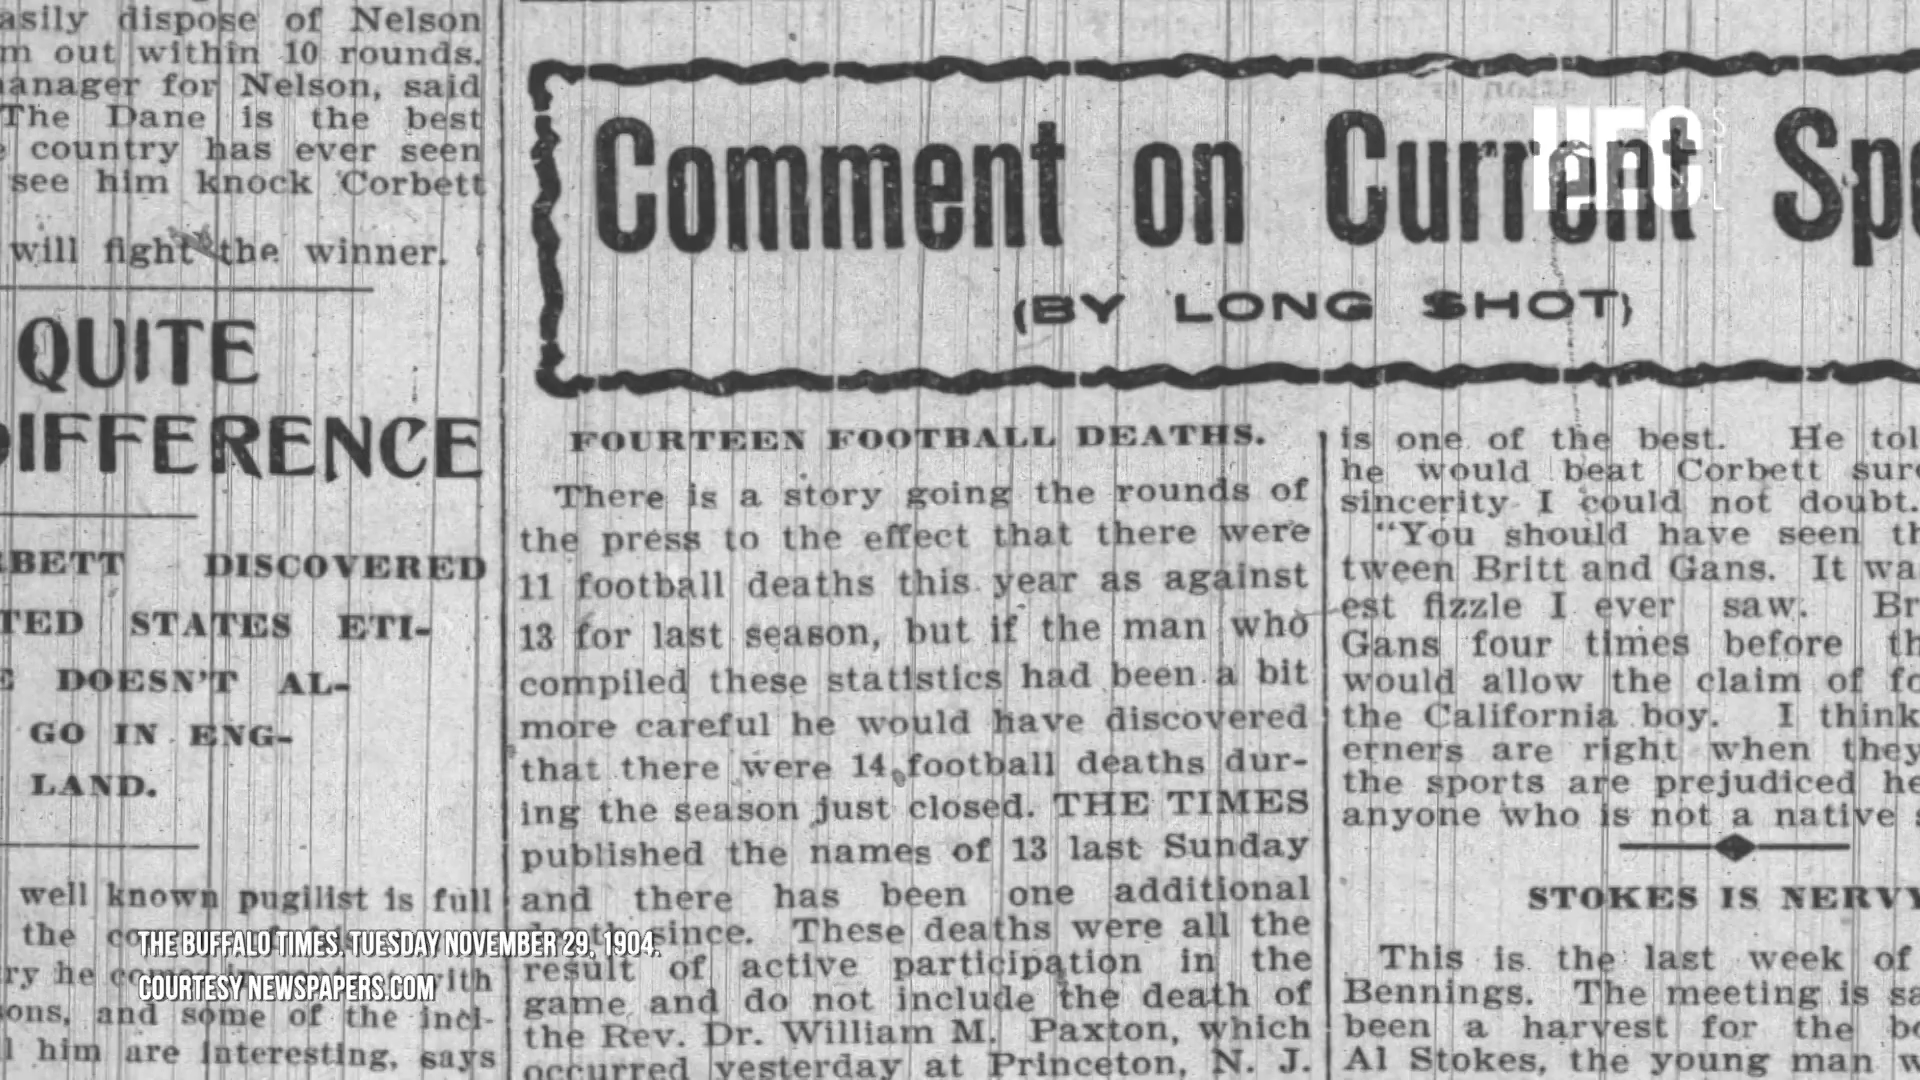 asily dispose of Nelson
m out within 10 rounds.
anager for Nelson, said
The Dane is the best
country has ever seen
see him knock Corbett
will fight the winner.
QUITE
DIFFERENCE
RBETT DISCOVERED
TED STATES ETI-
E DOESN'T AL-
GO IN ENG-
LAND.
well known pugilist is full
the
ry he with
ons, and some of the inci-
l him are interesting, says
Comment on Current Spo
(BY LONG SHOT)
FOURTEEN FOOTBALL DEATHS.
There is a story going the rounds of
the press to the effect that there were
11 football deaths this year as against
13 for last season, but if the man who
compiled these statistics had been a bit
more careful he would have discovered
that there were 14 football deaths dur-
ing the season just closed. THE TIMES
published the names of 13 last Sunday
and there has been one additional
death since. These deaths were all the
result of active participation in the
game and do not include the death of
the Rev. Dr. William M. Paxton, which
occurred yesterday at Princeton, N. J.
is one of the best. He tol
he would beat Corbett sure
sincerity I could not doubt.
"You should have seen th
tween Britt and Gans. It wa
est fizzle I ever saw. Br
Gans four times before th
would allow the claim of fo
the California boy. I think
erners are right when they
the sports are prejudiced he
anyone who is not a native s
STOKES IS NERVY
This is the last week of
Bennings. The meeting is sa
been a harvest for the bo
Al Stokes, the young man w
THE BUFFALO TIMES. TUESDAY NOVEMBER 29, 1904.
COURTESY NEWSPAPERS.COM